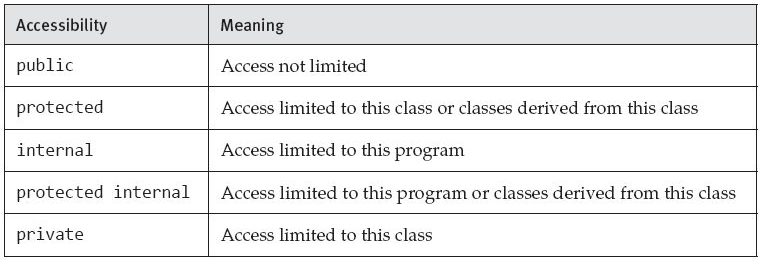 Accessibility Meaning
public Access not limited
protected Access limited to this class or classes derived from this class
internal Access limited to this program
protected internal Access limited to this program or classes derived from this class
private Access limited to this class